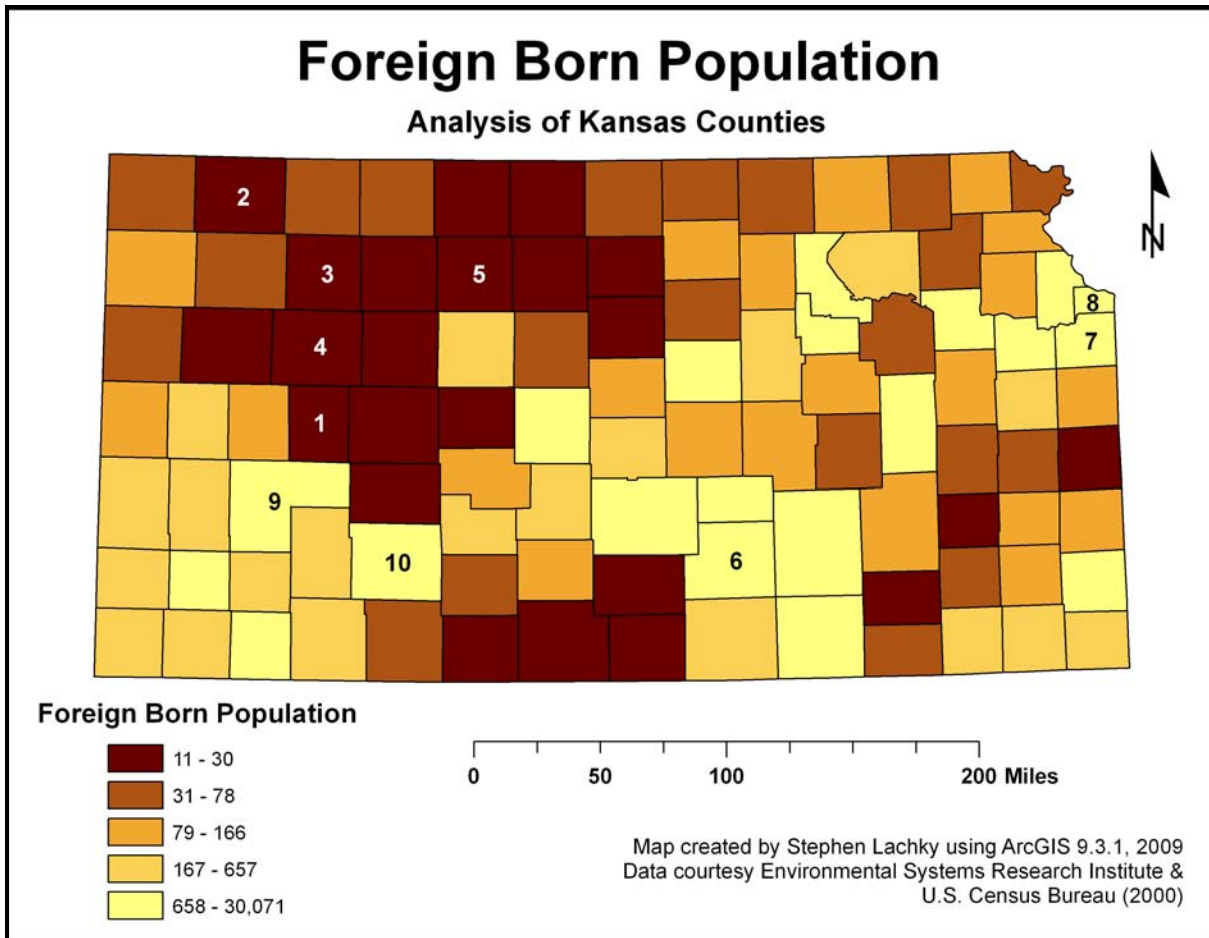 Foreign Born Population
Analysis of Kansas Counties
N
2
3
5
8
4
7
1
9
10
6
Foreign Born Population
11 - 30
31 - 78
79 - 166
167 - 657
658 - 30,071
0 50 100 200 Miles
Map created by Stephen Lachky using ArcGIS 9.3.1, 2009
Data courtesy Environmental Systems Research Institute &
U.S. Census Bureau (2000)